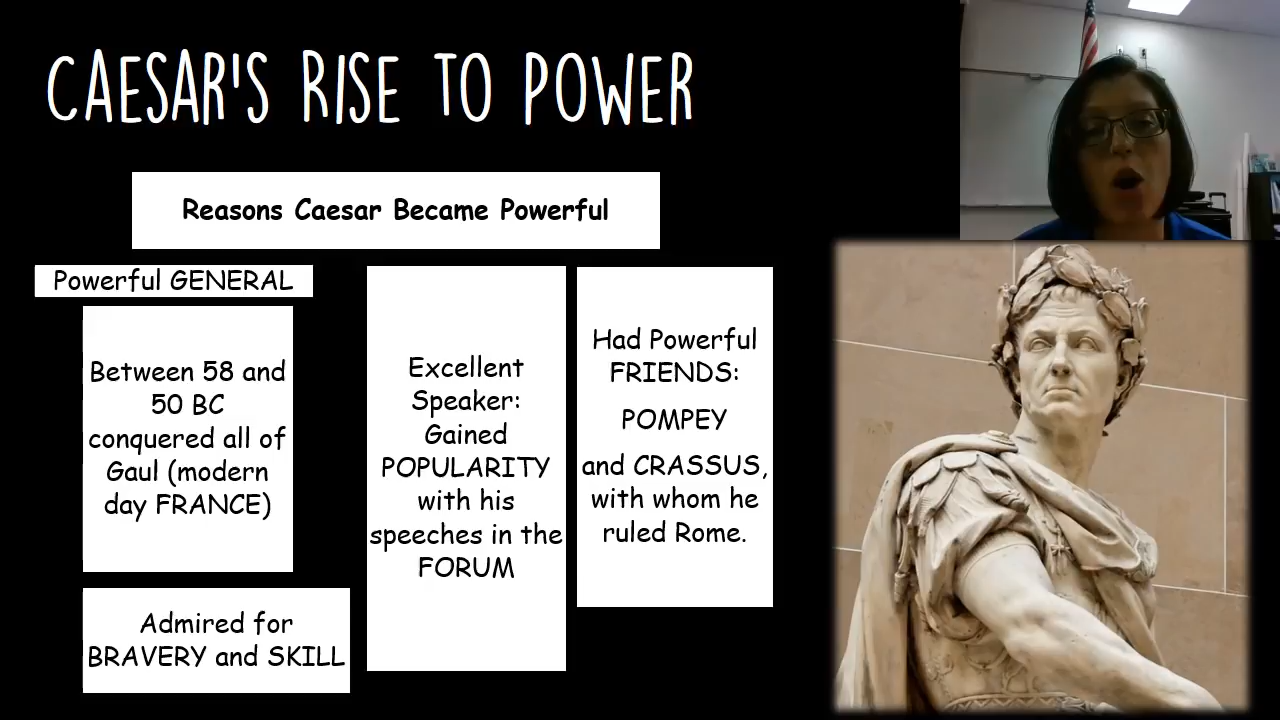 CAESAR'S RISE TO POWER
Reasons Caesar Became Powerful
Powerful GENERAL
Between 58 and
50 BC
conquered all of
Gaul (modern
day FRANCE)
Admired for
BRAVERY and SKILL
Excellent
Speaker:
Gained
POPULARITY
with his
speeches in the
FORUM
Had Powerful
FRIENDS:
POMPEY
and CRASSUS,
with whom he
ruled Rome.